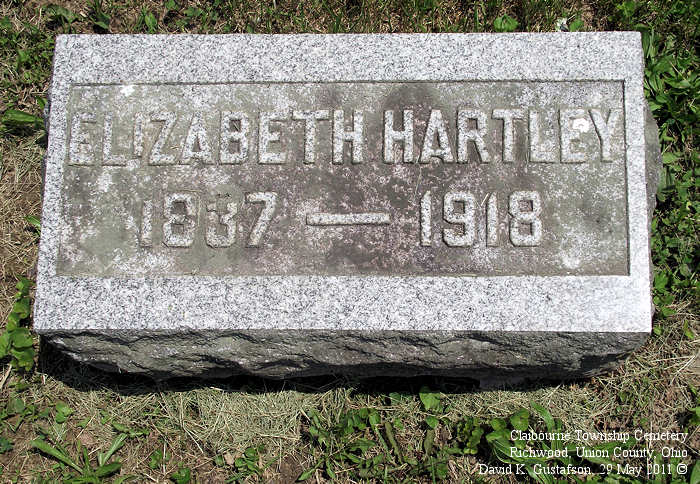 ELIZABETH HARTLEY
1837 — 1918
Claibourne Township Cemetery
Richwood, Union County, Ohio
David K. Gustafson, 29 May 2011 ©